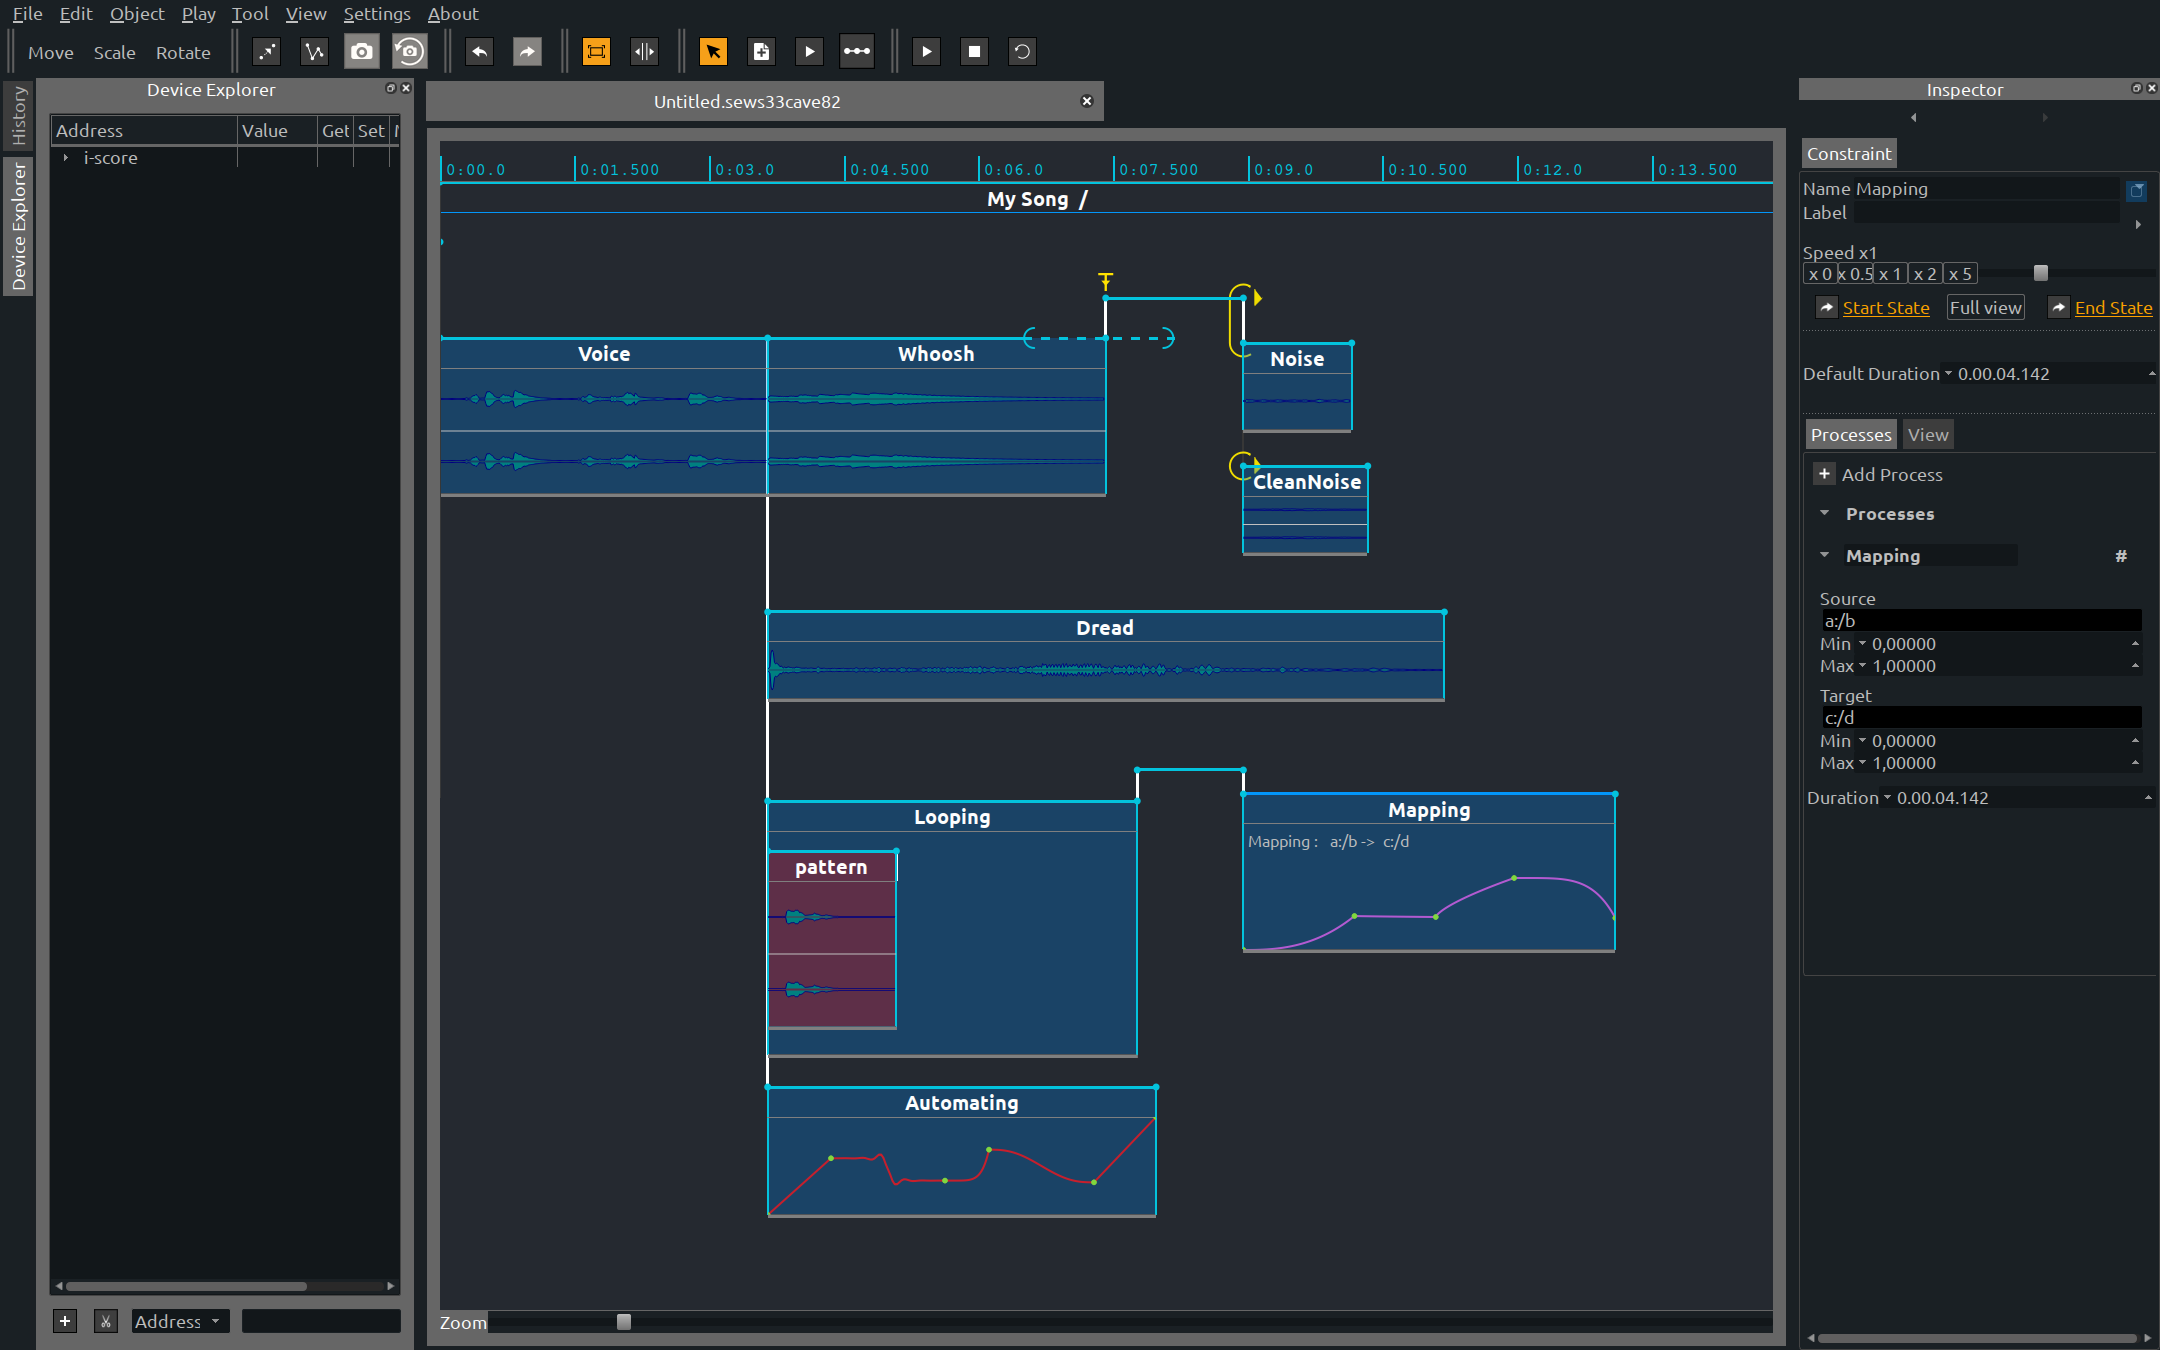 File Edit Object Play Tool View Settings About
Move Scale Rotate
History
Device Explorer
Device Explorer
Address Value Get Set
i-score
Address
Untitled.sews33cave82
0:00.0 0:01.500 0:03.0 0:04.500 0:06.0 0:07.500 0:09.0 0:10.500 0:12.0 0:13.500
My Song /
Voice Whoosh
Noise
CleanNoise
Dread
Looping
pattern
Mapping
Mapping : a:/b -> c:/d
Automating
Zoom
Inspector
Constraint
Name Mapping
Label
Speed x1
x 0 x 0.5 x 1 x 2 x 5
Start State Full view End State
Default Duration 0.00.04.142
Processes View
+ Add Process
Processes
Mapping #
Source
a:/b
Min 0,00000
Max 1,00000
Target
c:/d
Min 0,00000
Max 1,00000
Duration 0.00.04.142